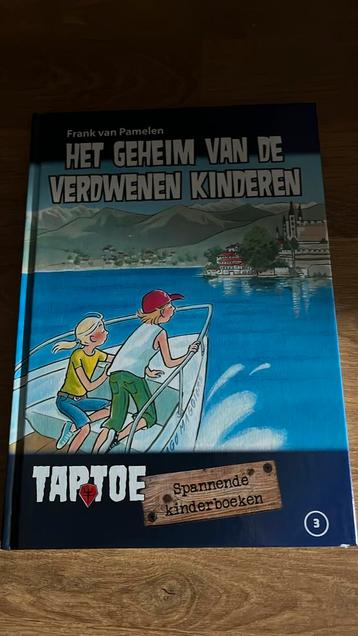 Frank van Pamelen
HET GEHEIM VAN DE
VERDWENEN KINDEREN
TAPTOE
Spannende
kinderboeken
3